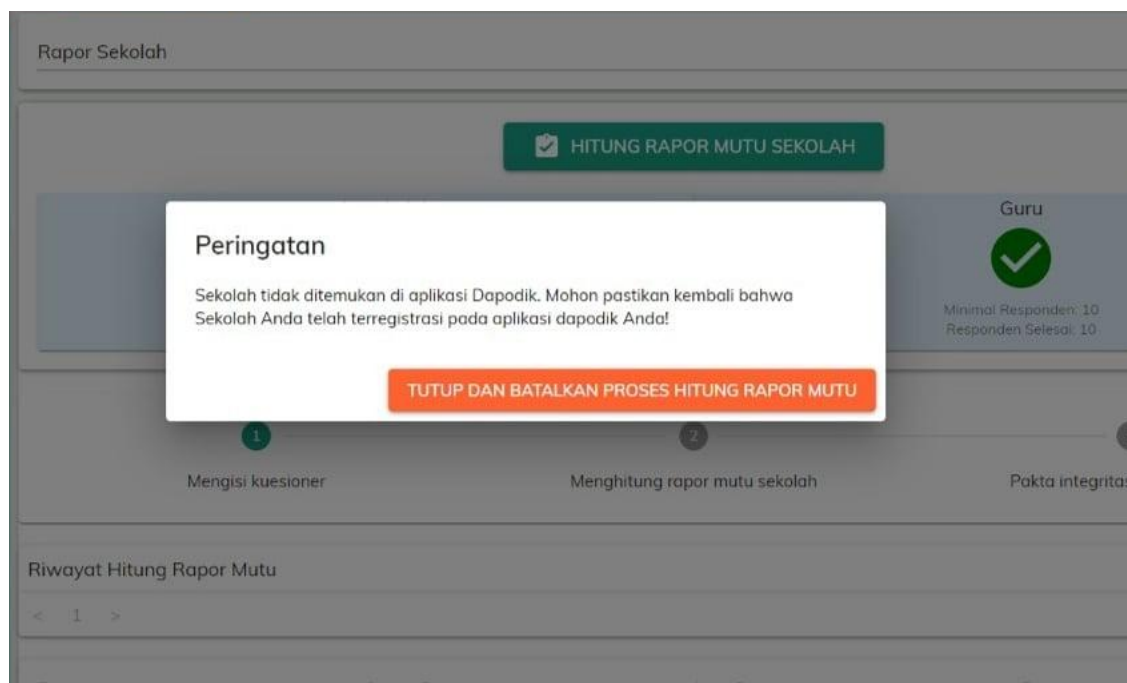 Rapor Sekolah
HITUNG RAPOR MUTU SEKOLAH
Guru
Peringatan
Sekolah tidak ditemukan di aplikasi Dapodik. Mohon pastikan kembali bahwa
Sekolah Anda telah terregistrasi pada aplikasi dapodik Anda!
Minimal Responden: 10
Responden Selesai: 10
TUTUP DAN BATALKAN PROSES HITUNG RAPOR MUTU
1
2
Mengisi kuesioner
Menghitung rapor mutu sekolah
Pakta integritas
Riwayat Hitung Rapor Mutu
< 1 >